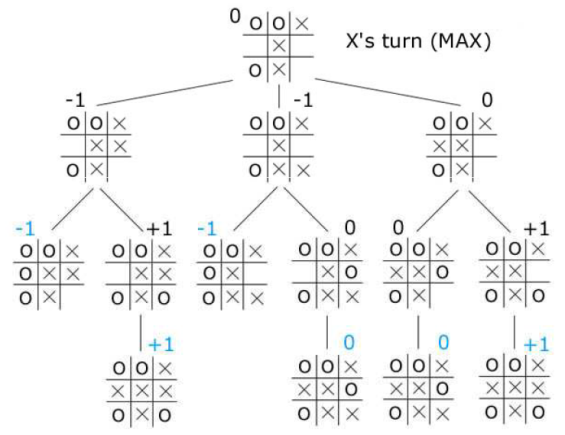 0 O O × X's turn (MAX)
×
O ×
-1 -1 0
O O × O O × O O ×
× × × × ×
O × O × × O ×
-1 +1 -1 0 0 +1
O O × O O × O O × O O × O O × O O ×
O × × × × O × × O × × O × ×
O × O × O O × × O × × O × O × O
+1 0 0 +1
O O × O O × O O × O O ×
× × × × × O × × O × × ×
O × O O × × O × × O × O